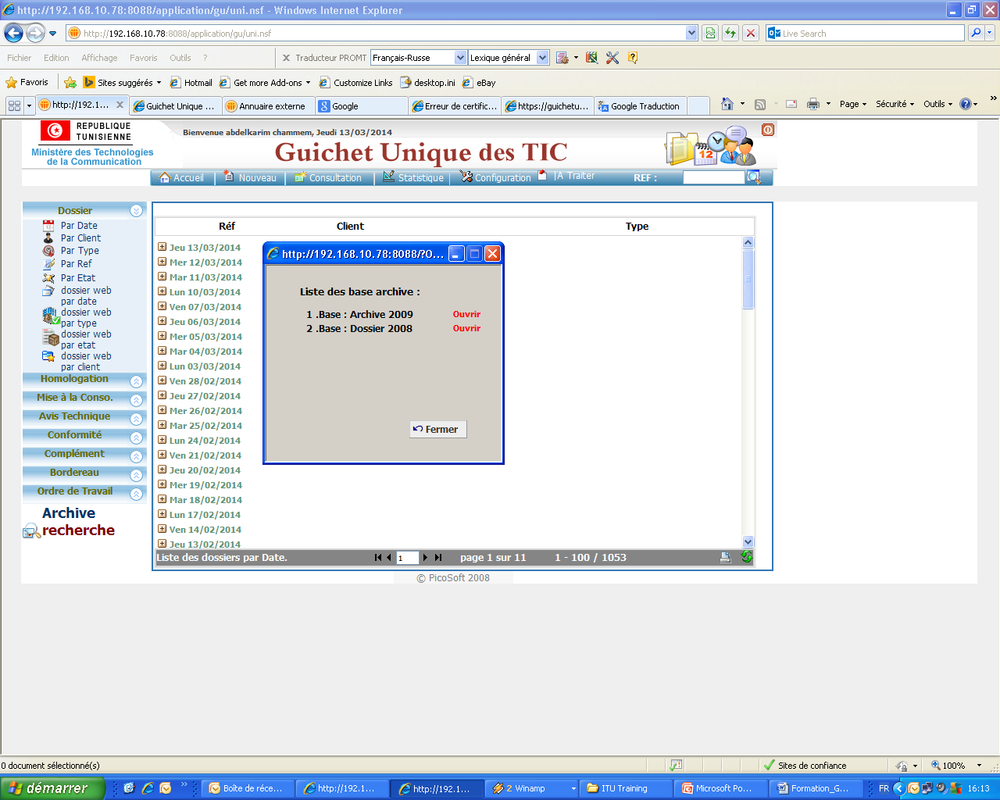 http://192.168.10.78:8088/application/gu/uni.nsf - Windows Internet Explorer
http://192.168.10.78:8088/application/gu/uni.nsf
Live Search
Fichier Edition Affichage Favoris Outils ?
Traducteur PROMT Français-Russe Lexique général
Favoris Sites suggérés Hotmail Get more Add-ons Customize Links desktop.ini eBay
http://192.1... Guichet Unique ... Annuaire externe Google Erreur de certific... https://guichetu... Google Traduction
Page Sécurité Outils
REPUBLIQUE
TUNISIENNE
Ministère des Technologies
de la Communication
Bienvenue abdelkarim chammem, Jeudi 13/03/2014
Guichet Unique des TIC
Accueil Nouveau Consultation Statistique Configuration |A Traiter REF :
Dossier
Par Date
Par Client
Par Type
Par Ref
Par Etat
dossier web
par date
dossier web
par type
dossier web
par etat
dossier web
par client
Homologation
Mise à la Conso.
Avis Technique
Conformité
Complément
Bordereau
Ordre de Travail
Archive
recherche
Réf Client Type
Jeu 13/03/2014
Mer 12/03/2014
Mar 11/03/2014
Lun 10/03/2014
Ven 07/03/2014
Jeu 06/03/2014
Mer 05/03/2014
Mar 04/03/2014
Lun 03/03/2014
Ven 28/02/2014
Jeu 27/02/2014
Mer 26/02/2014
Mar 25/02/2014
Lun 24/02/2014
Ven 21/02/2014
Jeu 20/02/2014
Mer 19/02/2014
Mar 18/02/2014
Lun 17/02/2014
Ven 14/02/2014
Jeu 13/02/2014
http://192.168.10.78:8088/?O...
Liste des base archive :
1 .Base : Archive 2009 Ouvrir
2 .Base : Dossier 2008 Ouvrir
Fermer
Liste des dossiers par Date. 1 page 1 sur 11 1 - 100 / 1053
© PicoSoft 2008
0 document sélectionné(s) Sites de confiance 100%
démarrer Boîte de réce... http://192.1... http://192.1... 2 Winamp ITU Training Microsoft Po... Formation_G... FR 16:13